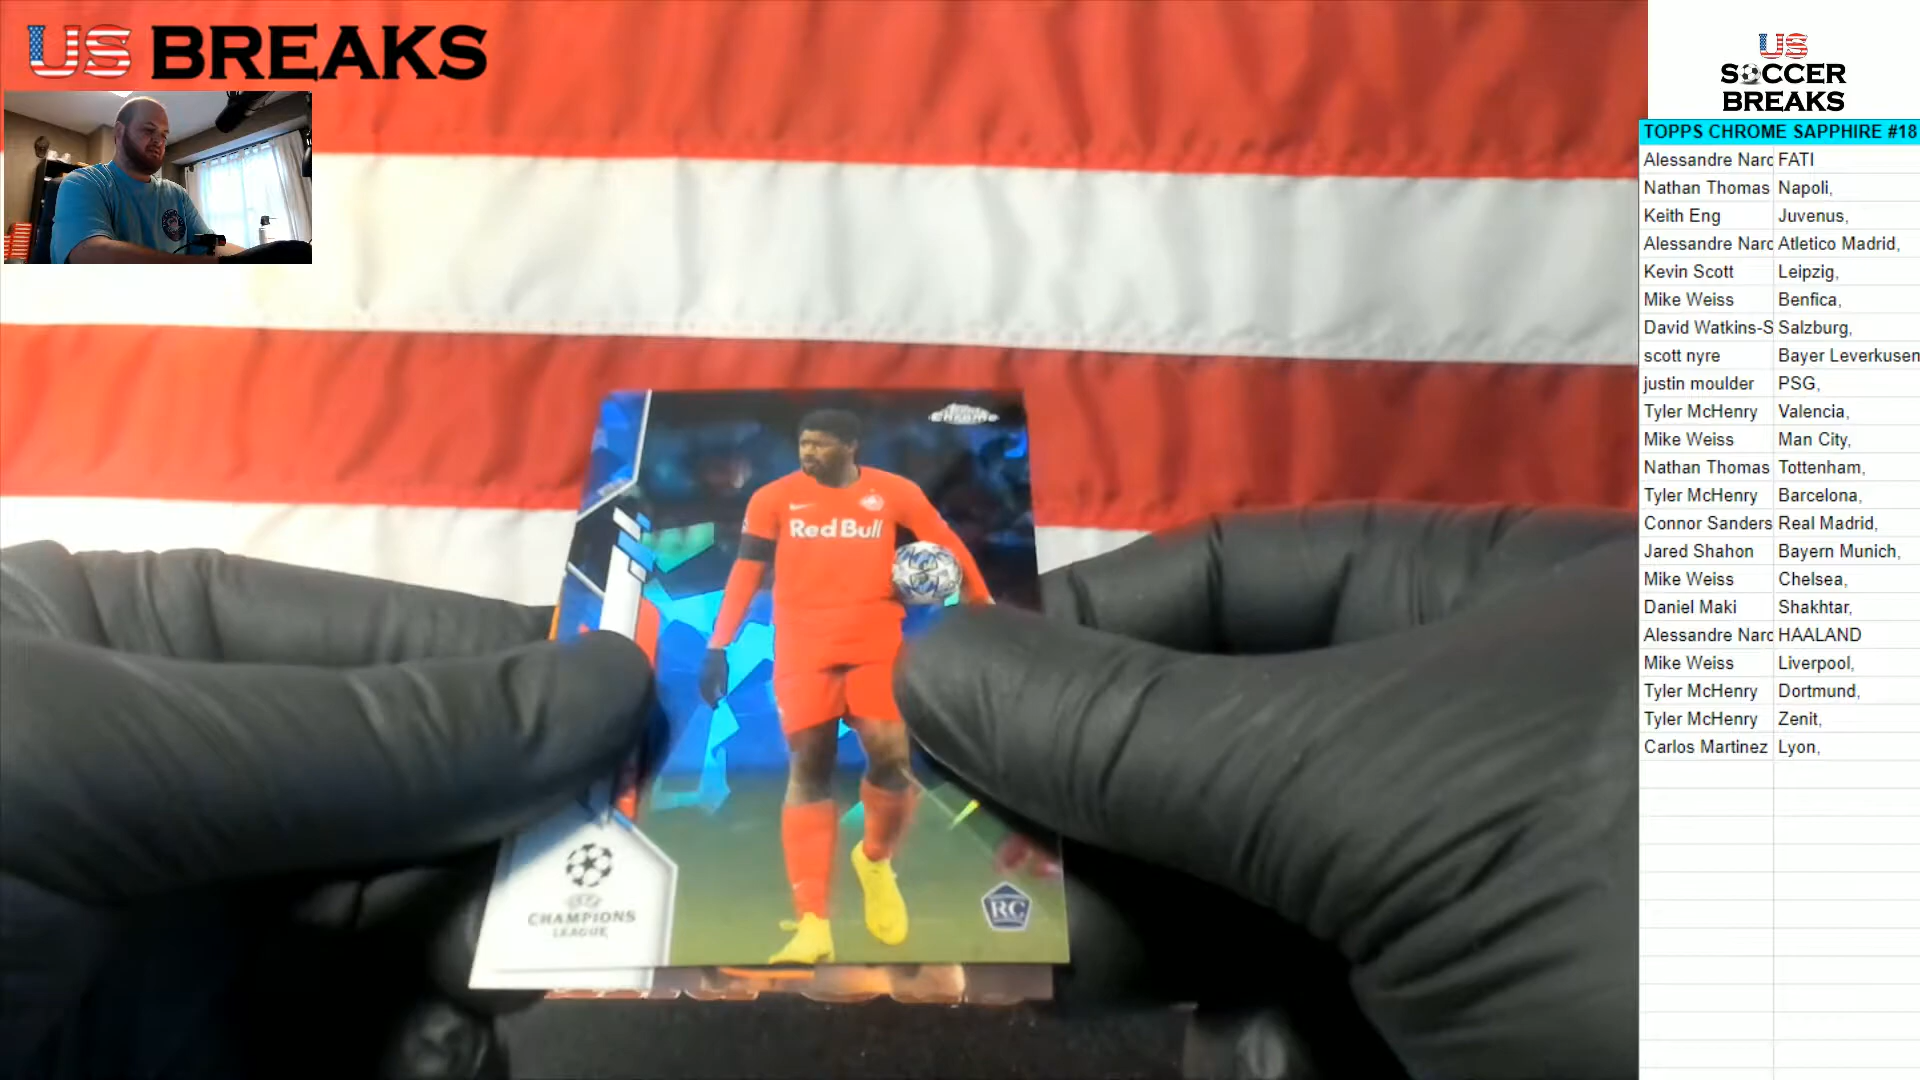 US BREAKS
US
SOCCER
BREAKS
TOPPS CHROME SAPPHIRE #18
Alessandre Narc FATI
Nathan Thomas Napoli,
Keith Eng Juvenus,
Alessandre Narc Atletico Madrid,
Kevin Scott Leipzig,
Mike Weiss Benfica,
David Watkins-S Salzburg,
scott nyre Bayer Leverkusen
justin moulder PSG,
Tyler McHenry Valencia,
Mike Weiss Man City,
Nathan Thomas Tottenham,
Tyler McHenry Barcelona,
Connor Sanders Real Madrid,
Jared Shahon Bayern Munich,
Mike Weiss Chelsea,
Daniel Maki Shakhtar,
Alessandre Narc HAALAND
Mike Weiss Liverpool,
Tyler McHenry Dortmund,
Tyler McHenry Zenit,
Carlos Martinez Lyon,
Chrome
Red Bull
CHAMPIONS
LEAGUE
RC